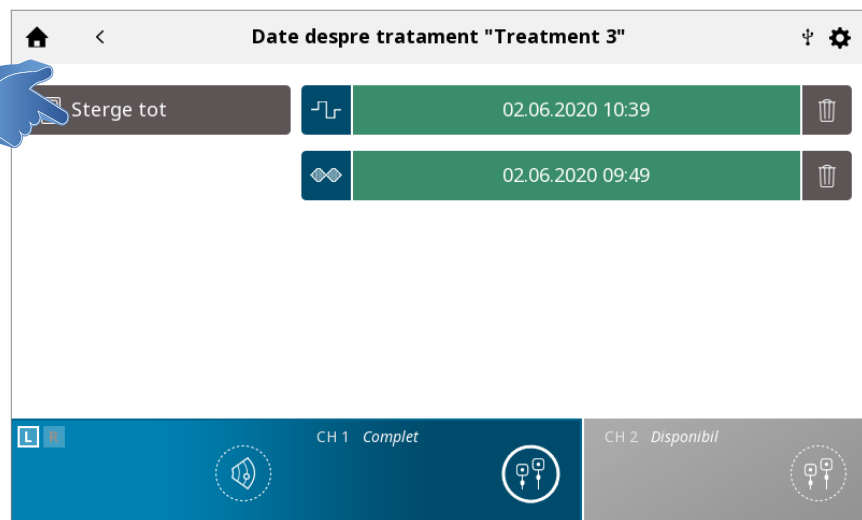 Date despre tratament "Treatment 3"
Sterge tot
02.06.2020 10:39
02.06.2020 09:49
L R
CH 1 Complet
CH 2 Disponibil